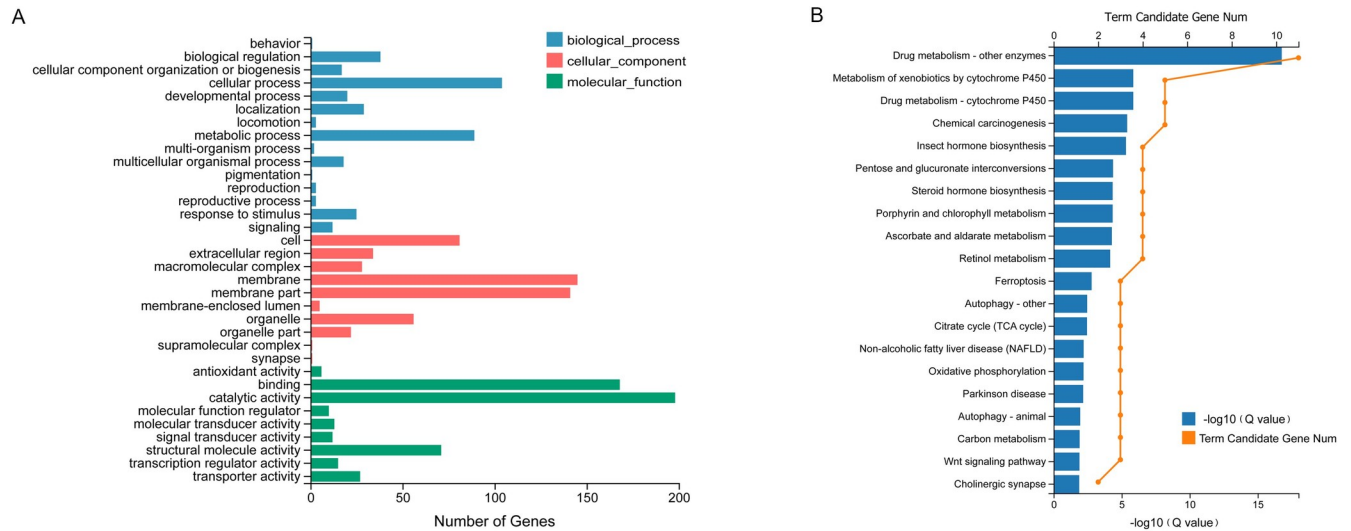 A
behavior
biological regulation
cellular component organization or biogenesis
cellular process
developmental process
localization
locomotion
metabolic process
multi-organism process
multicellular organismal process
pigmentation
reproduction
reproductive process
response to stimulus
signaling
cell
extracellular region
macromolecular complex
membrane
membrane part
membrane-enclosed lumen
organelle
organelle part
supramolecular complex
synapse
antioxidant activity
binding
catalytic activity
molecular function regulator
molecular transducer activity
signal transducer activity
structural molecule activity
transcription regulator activity
transporter activity
0 50 100 150 200
Number of Genes
biological_process
cellular_component
molecular_function
B
Term Candidate Gene Num
0 2 4 6 8 10
Drug metabolism - other enzymes
Metabolism of xenobiotics by cytochrome P450
Drug metabolism - cytochrome P450
Chemical carcinogenesis
Insect hormone biosynthesis
Pentose and glucuronate interconversions
Steroid hormone biosynthesis
Porphyrin and chlorophyll metabolism
Ascorbate and aldarate metabolism
Retinol metabolism
Ferroptosis
Autophagy - other
Citrate cycle (TCA cycle)
Non-alcoholic fatty liver disease (NAFLD)
Oxidative phosphorylation
Parkinson disease
Autophagy - animal
Carbon metabolism
Wnt signaling pathway
Cholinergic synapse
-log10 (Q value)
Term Candidate Gene Num
0 5 10 15
-log10 (Q value)